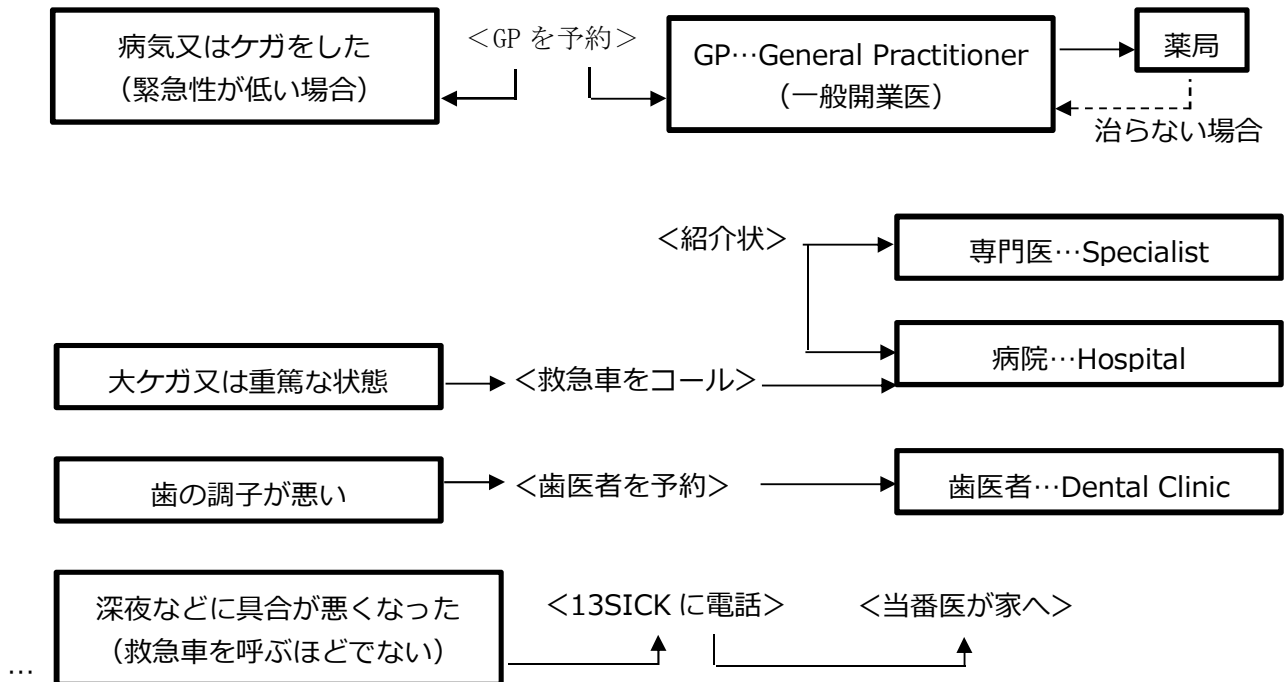 病気又はケガをした
（緊急性が低い場合）
＜GP を予約＞
GP…General Practitioner
（一般開業医）
薬局
治らない場合
＜紹介状＞
専門医…Specialist
病院…Hospital
大ケガ又は重篤な状態
＜救急車をコール＞
歯の調子が悪い
＜歯医者を予約＞
歯医者…Dental Clinic
深夜などに具合が悪くなった
（救急車を呼ぶほどでない）
＜13SICK に電話＞
＜当番医が家へ＞
…